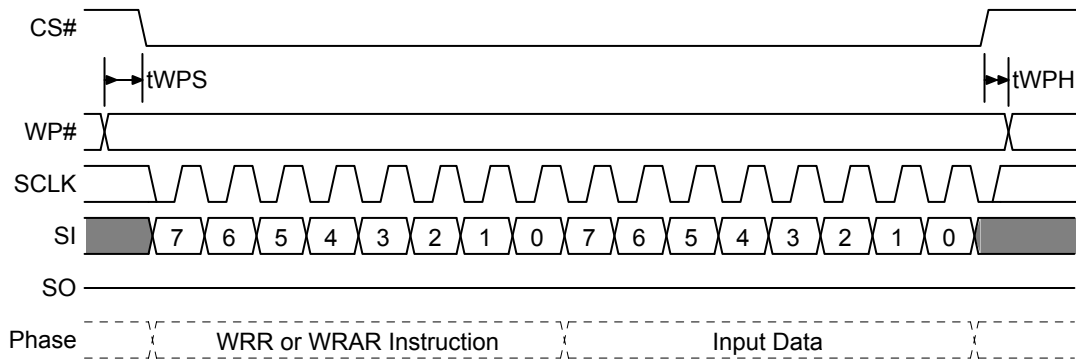 CS#
tWPS tWPH
WP#
SCLK
SI 7 6 5 4 3 2 1 0 7 6 5 4 3 2 1 0
SO
Phase WRR or WRAR Instruction Input Data